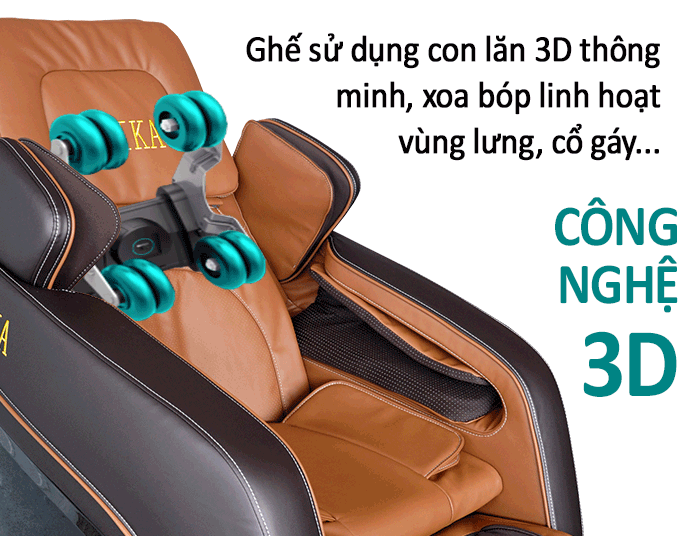 Ghế sử dụng con lăn 3D thông
minh, xoa bóp linh hoạt
vùng lưng, cổ gáy...
CÔNG
NGHỆ
3D